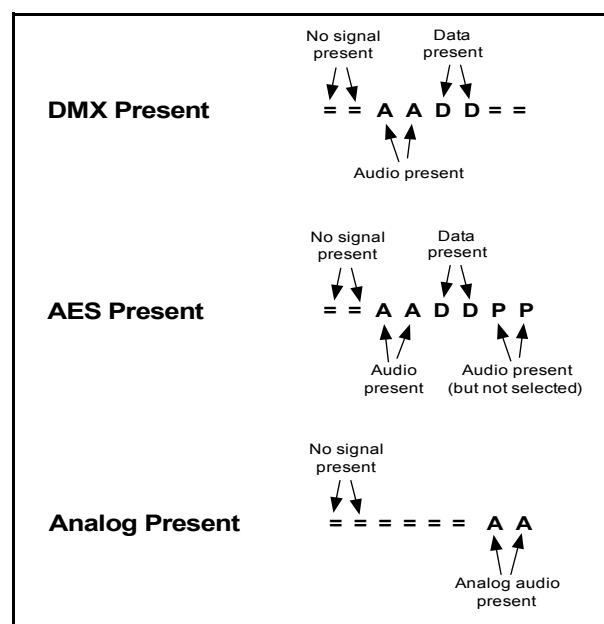 No signal present
Data present
DMX Present
= = A A D D = =
Audio present
No signal present
Data present
AES Present
= = A A D D P P
Audio present
Audio present (but not selected)
No signal present
Analog Present
= = = = = = A A
Analog audio present